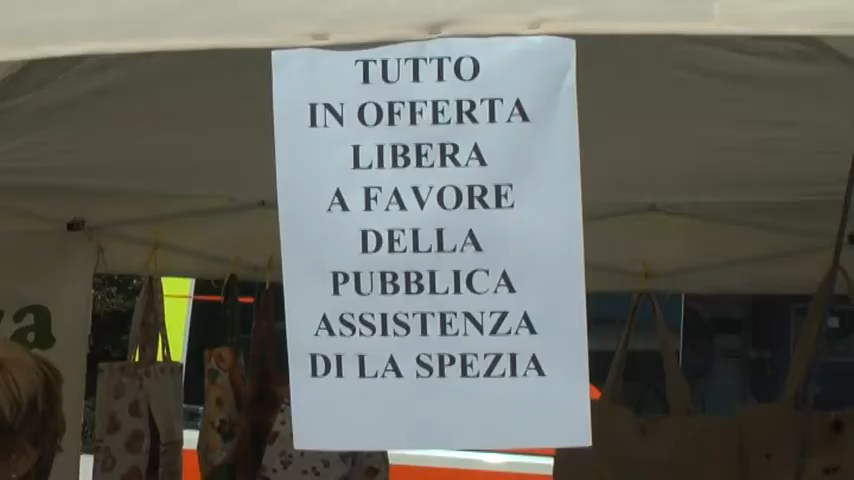 TUTTO
IN OFFERTA
LIBERA
A FAVORE
DELLA
PUBBLICA
ASSISTENZA
DI LA SPEZIA